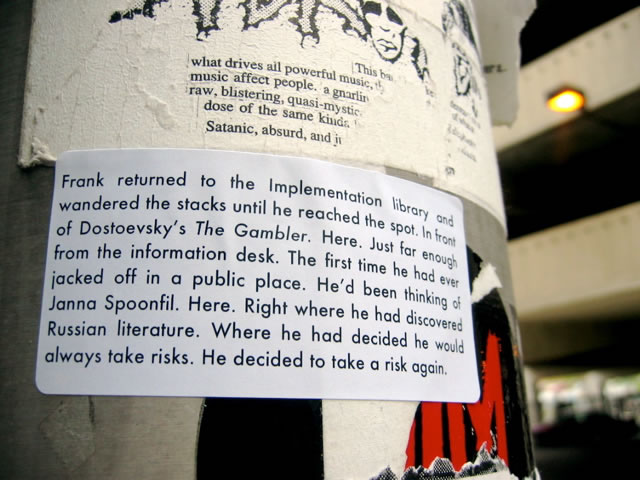 what drives all powerful music, This
music affect people. a
raw, blistering,
dose of the same kinda
Satanic, absurd, and
Frank returned to the Implementation library and
wandered the stacks until he reached the spot. In front
of Dostoevsky's The Gambler. Here. Just far enough
from the information desk. The first time he had ever
jacked off in a public place. He'd been thinking of
Janna Spoonfil. Here. Right where he had discovered
Russian literature. Where he had decided he would
always take risks. He decided to take a risk again.